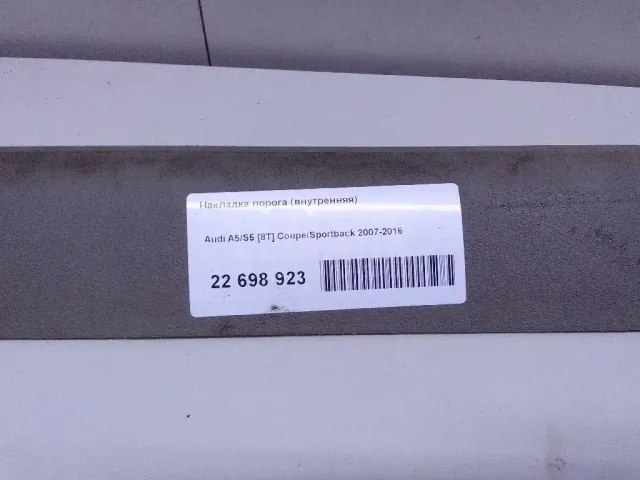 Накладка порога (внутренняя)
Audi A5/S5 [8T] Coupe/Sportback 2007-2016
22 698 923